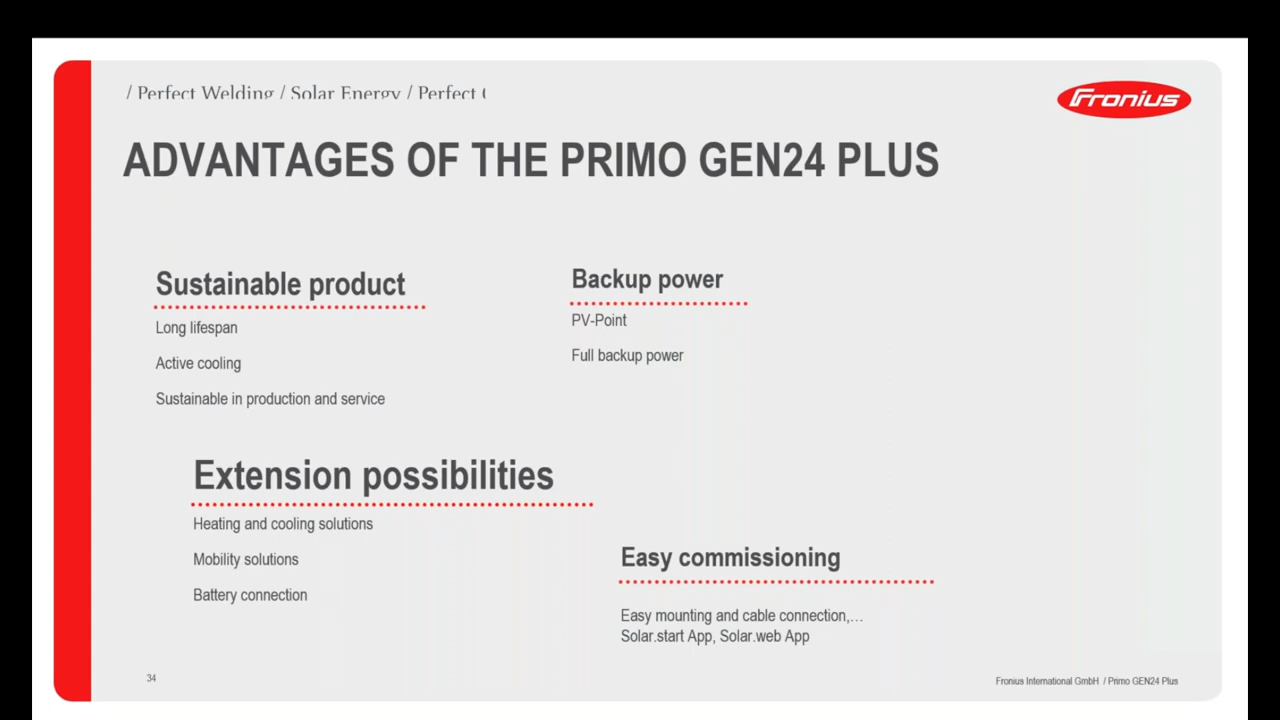 / Perfect Welding / Solar Energy / Perfect
Fronius
ADVANTAGES OF THE PRIMO GEN24 PLUS
Sustainable product
Long lifespan
Active cooling
Sustainable in production and service
Backup power
PV-Point
Full backup power
Extension possibilities
Heating and cooling solutions
Mobility solutions
Battery connection
Easy commissioning
Easy mounting and cable connection,…
Solar.start App, Solar.web App
34
Fronius International GmbH / Primo GEN24 Plus